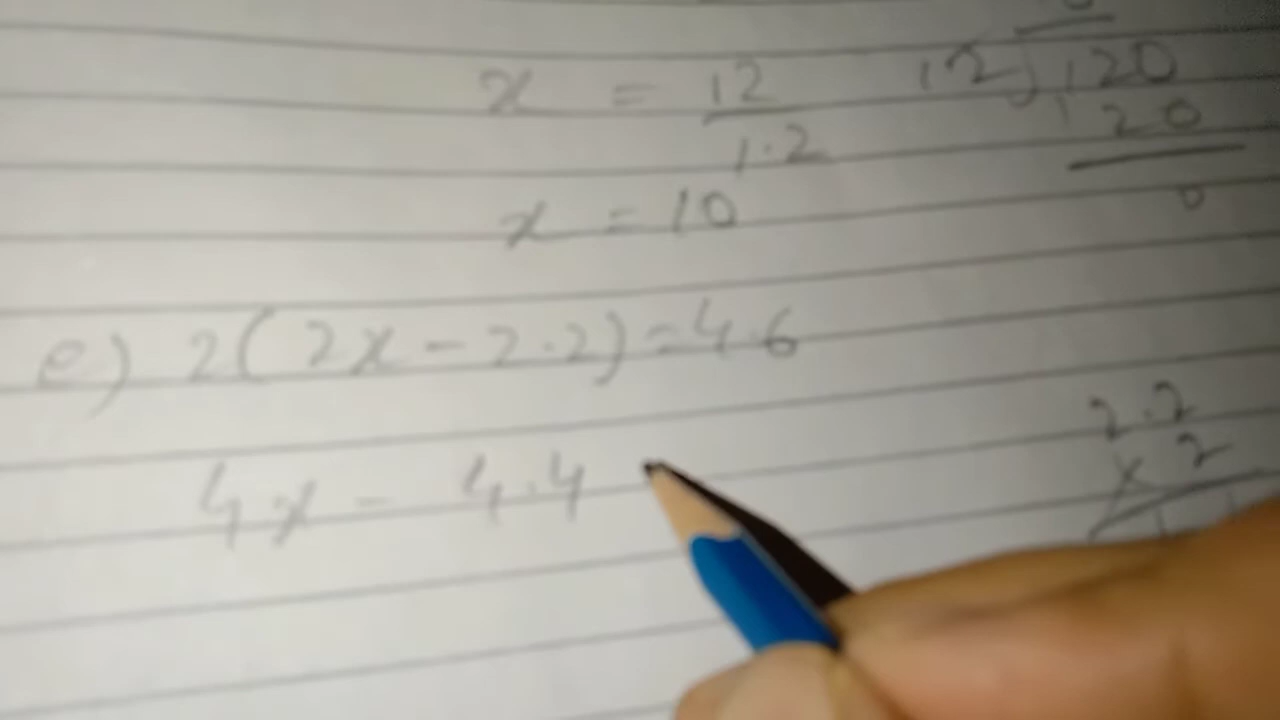 x = 12 12)120
1.2 120
x = 10 0
e) 2(2x - 2.2) = 4.6
2.2
4x - 4.4 x 2